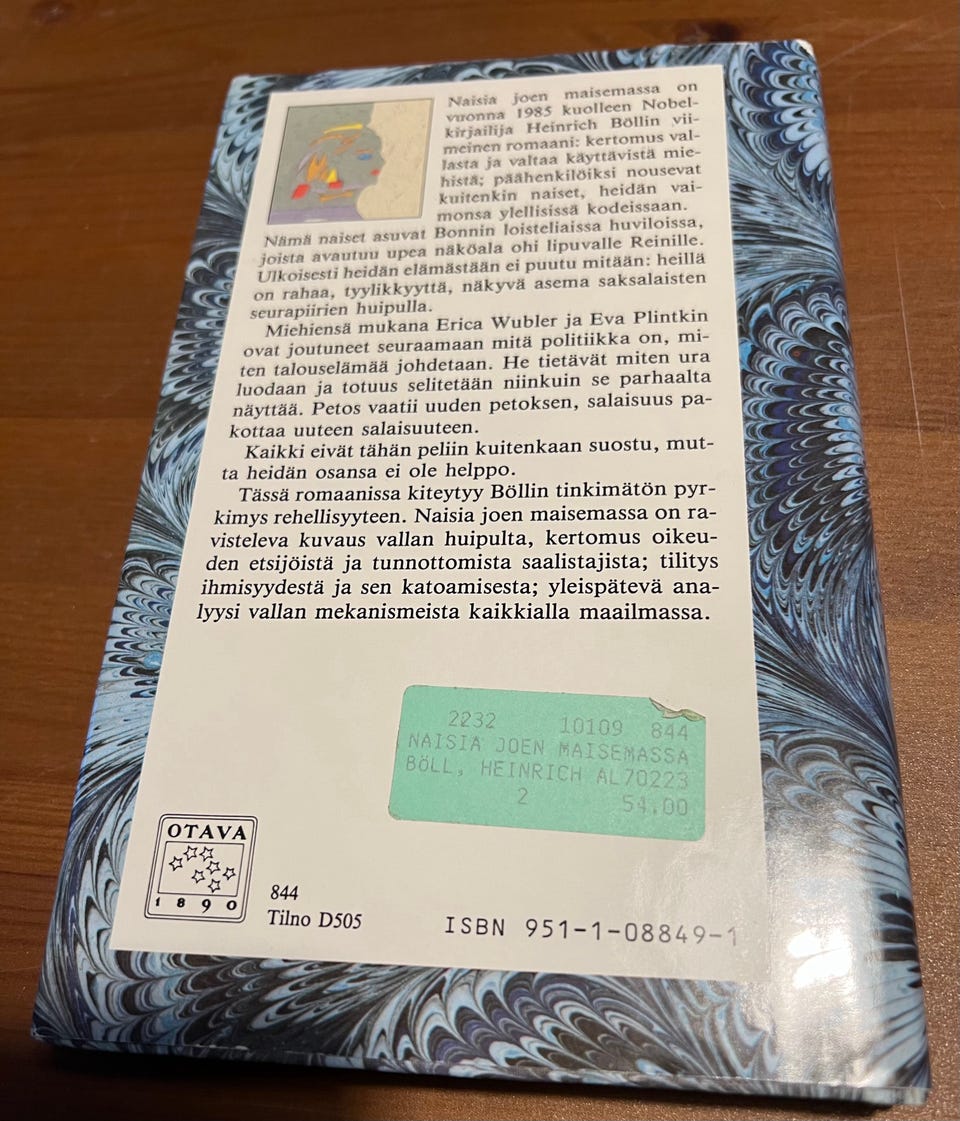 Naisia joen maisemassa on
vuonna 1985 kuolleen Nobel-
kirjailija Heinrich Böllin vii-
meinen romaani: kertomus val-
lasta ja valtaa käyttävistä mie-
histä; päähenkilöiksi nousevat
kuitenkin naiset, heidän vai-
monsa ylellisissä kodeissaan.
Nämä naiset asuvat Bonnin loisteliaissa huviloissa,
joista avautuu upea näköala ohi lipuvalle Reinille.
Ulkoisesti heidän elämästään ei puutu mitään: heillä
on rahaa, tyylikkyyttä, näkyvä asema saksalaisten
seurapiirien huipulla.
Miehiensä mukana Erica Wubler ja Eva Plintkin
ovat joutuneet seuraamaan mitä politiikka on, mi-
ten talouselämää johdetaan. He tietävät miten ura
luodaan ja totuus selitetään niinkuin se parhaalta
näyttää. Petos vaatii uuden petoksen, salaisuus pa-
kottaa uuteen salaisuuteen.
Kaikki eivät tähän peliin kuitenkaan suostu, mut-
ta heidän osansa ei ole helppo.
Tässä romaanissa kiteytyy Böllin tinkimätön pyr-
kimys rehellisyyteen. Naisia joen maisemassa on ra-
visteleva kuvaus vallan huipulta, kertomus oikeu-
den etsijöistä ja tunnottomista saalistajista; tilitys
ihmisyydestä ja sen katoamisesta; yleispätevä ana-
lyysi vallan mekanismeista kaikkialla maailmassa.
2232 10109 844
NAISIA JOEN MAISEMASSA
BÖLL, HEINRICH AL70223
2 54.00
OTAVA
1890
844
Tilno D505
ISBN 951-1-08849-1